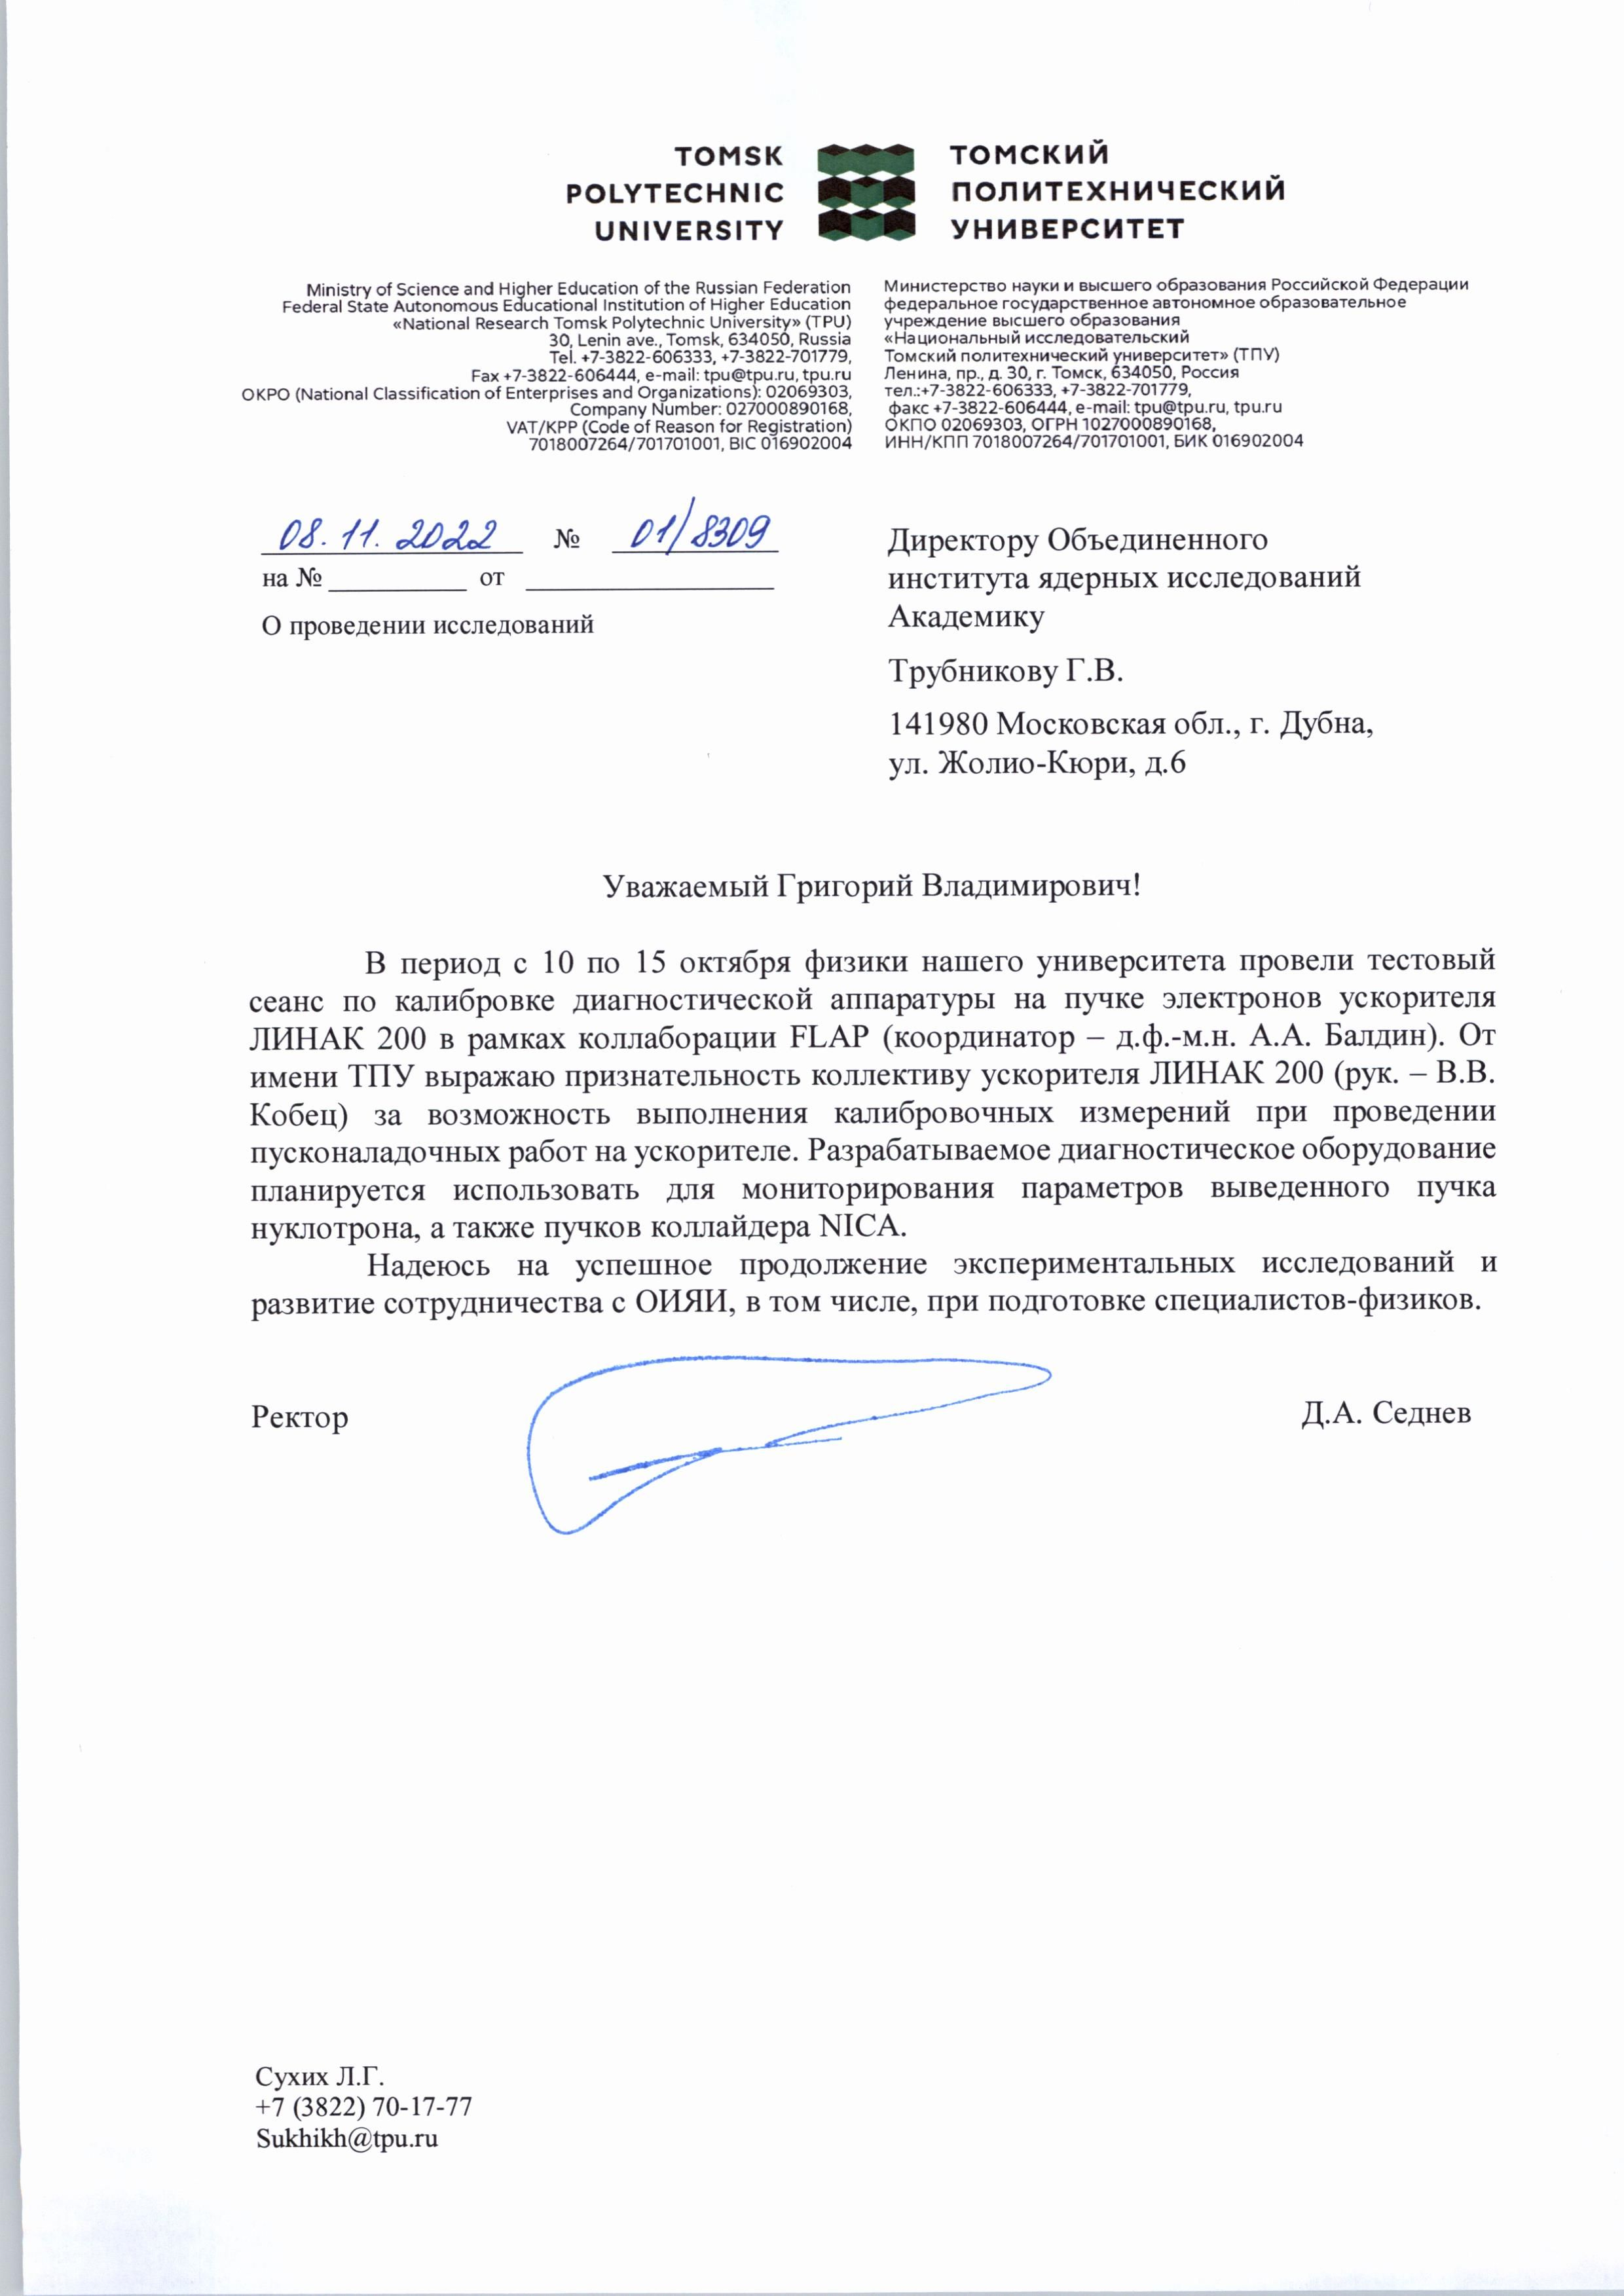 TOMSK
POLYTECHNIC
UNIVERSITY
ТОМСКИЙ
ПОЛИТЕХНИЧЕСКИЙ
УНИВЕРСИТЕТ
Ministry of Science and Higher Education of the Russian Federation
Federal State Autonomous Educational Institution of Higher Education
«National Research Tomsk Polytechnic University» (TPU)
30, Lenin ave., Tomsk, 634050, Russia
Tel. +7-3822-606333, +7-3822-701779,
Fax +7-3822-606444, e-mail: tpu@tpu.ru, tpu.ru
OKPO (National Classification of Enterprises and Organizations): 02069303,
Company Number: 027000890168,
VAT/KPP (Code of Reason for Registration)
7018007264/701701001, BIC 016902004
Министерство науки и высшего образования Российской Федерации
федеральное государственное автономное образовательное
учреждение высшего образования
«Национальный исследовательский
Томский политехнический университет» (ТПУ)
Ленина, пр., д. 30, г. Томск, 634050, Россия
тел.:+7-3822-606333, +7-3822-701779,
факс +7-3822-606444, e-mail: tpu@tpu.ru, tpu.ru
ОКПО 02069303, ОГРН 1027000890168,
ИНН/КПП 7018007264/701701001, БИК 016902004
08.11.2022 № 01/8309
на № __________ от __________________
О проведении исследований
Директору Объединенного
института ядерных исследований
Академику
Трубникову Г.В.
141980 Московская обл., г. Дубна,
ул. Жолио-Кюри, д.6
Уважаемый Григорий Владимирович!
В период с 10 по 15 октября физики нашего университета провели тестовый
сеанс по калибровке диагностической аппаратуры на пучке электронов ускорителя
ЛИНАК 200 в рамках коллаборации FLAP (координатор – д.ф.-м.н. А.А. Балдин). От
имени ТПУ выражаю признательность коллективу ускорителя ЛИНАК 200 (рук. – В.В.
Кобец) за возможность выполнения калибровочных измерений при проведении
пусконаладочных работ на ускорителе. Разрабатываемое диагностическое оборудование
планируется использовать для мониторирования параметров выведенного пучка
нуклотрона, а также пучков коллайдера NICA.
Надеюсь на успешное продолжение экспериментальных исследований и
развитие сотрудничества с ОИЯИ, в том числе, при подготовке специалистов-физиков.
Ректор
Д.А. Седнев
Сухих Л.Г.
+7 (3822) 70-17-77
Sukhikh@tpu.ru